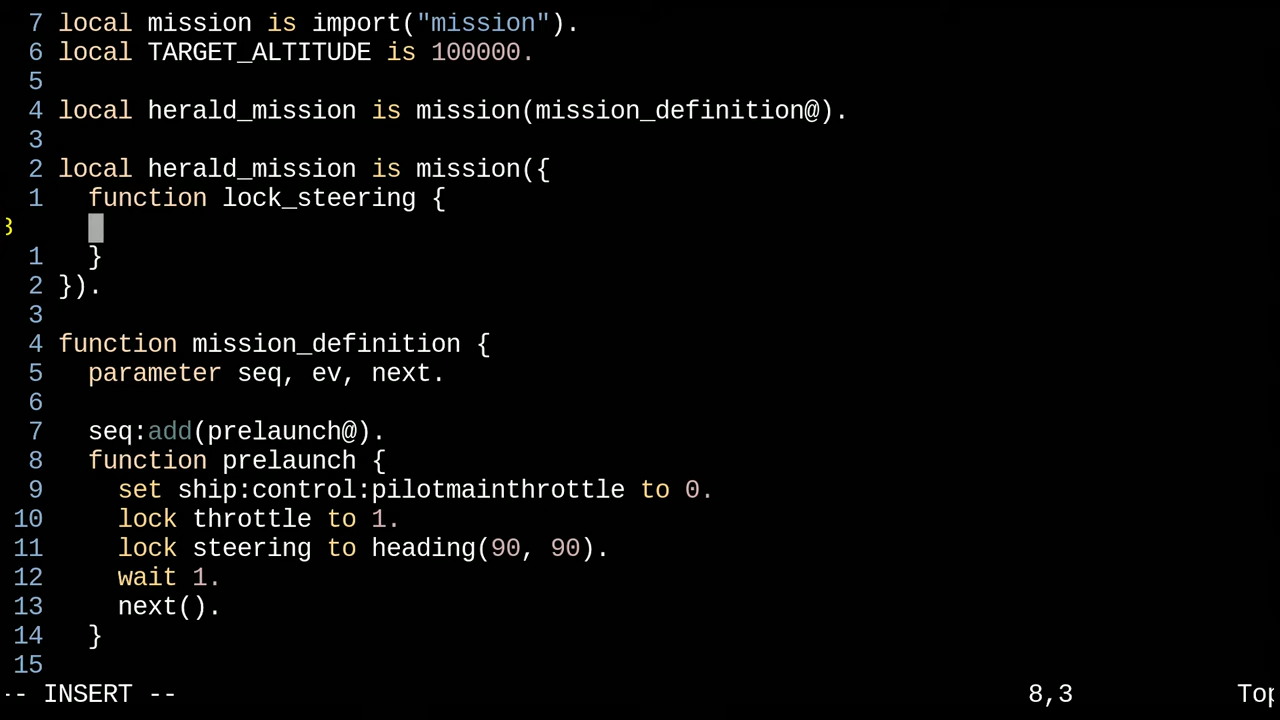 7 local mission is import("mission").
6 local TARGET_ALTITUDE is 100000.
5
4 local herald_mission is mission(mission_definition@).
3
2 local herald_mission is mission({
1   function lock_steering {
8
1   }
2 }).
3
4 function mission_definition {
5   parameter seq, ev, next.
6
7   seq:add(prelaunch@).
8   function prelaunch {
9     set ship:control:pilotmainthrottle to 0.
10     lock throttle to 1.
11     lock steering to heading(90, 90).
12     wait 1.
13     next().
14   }
15
-- INSERT -- 8,3 Top